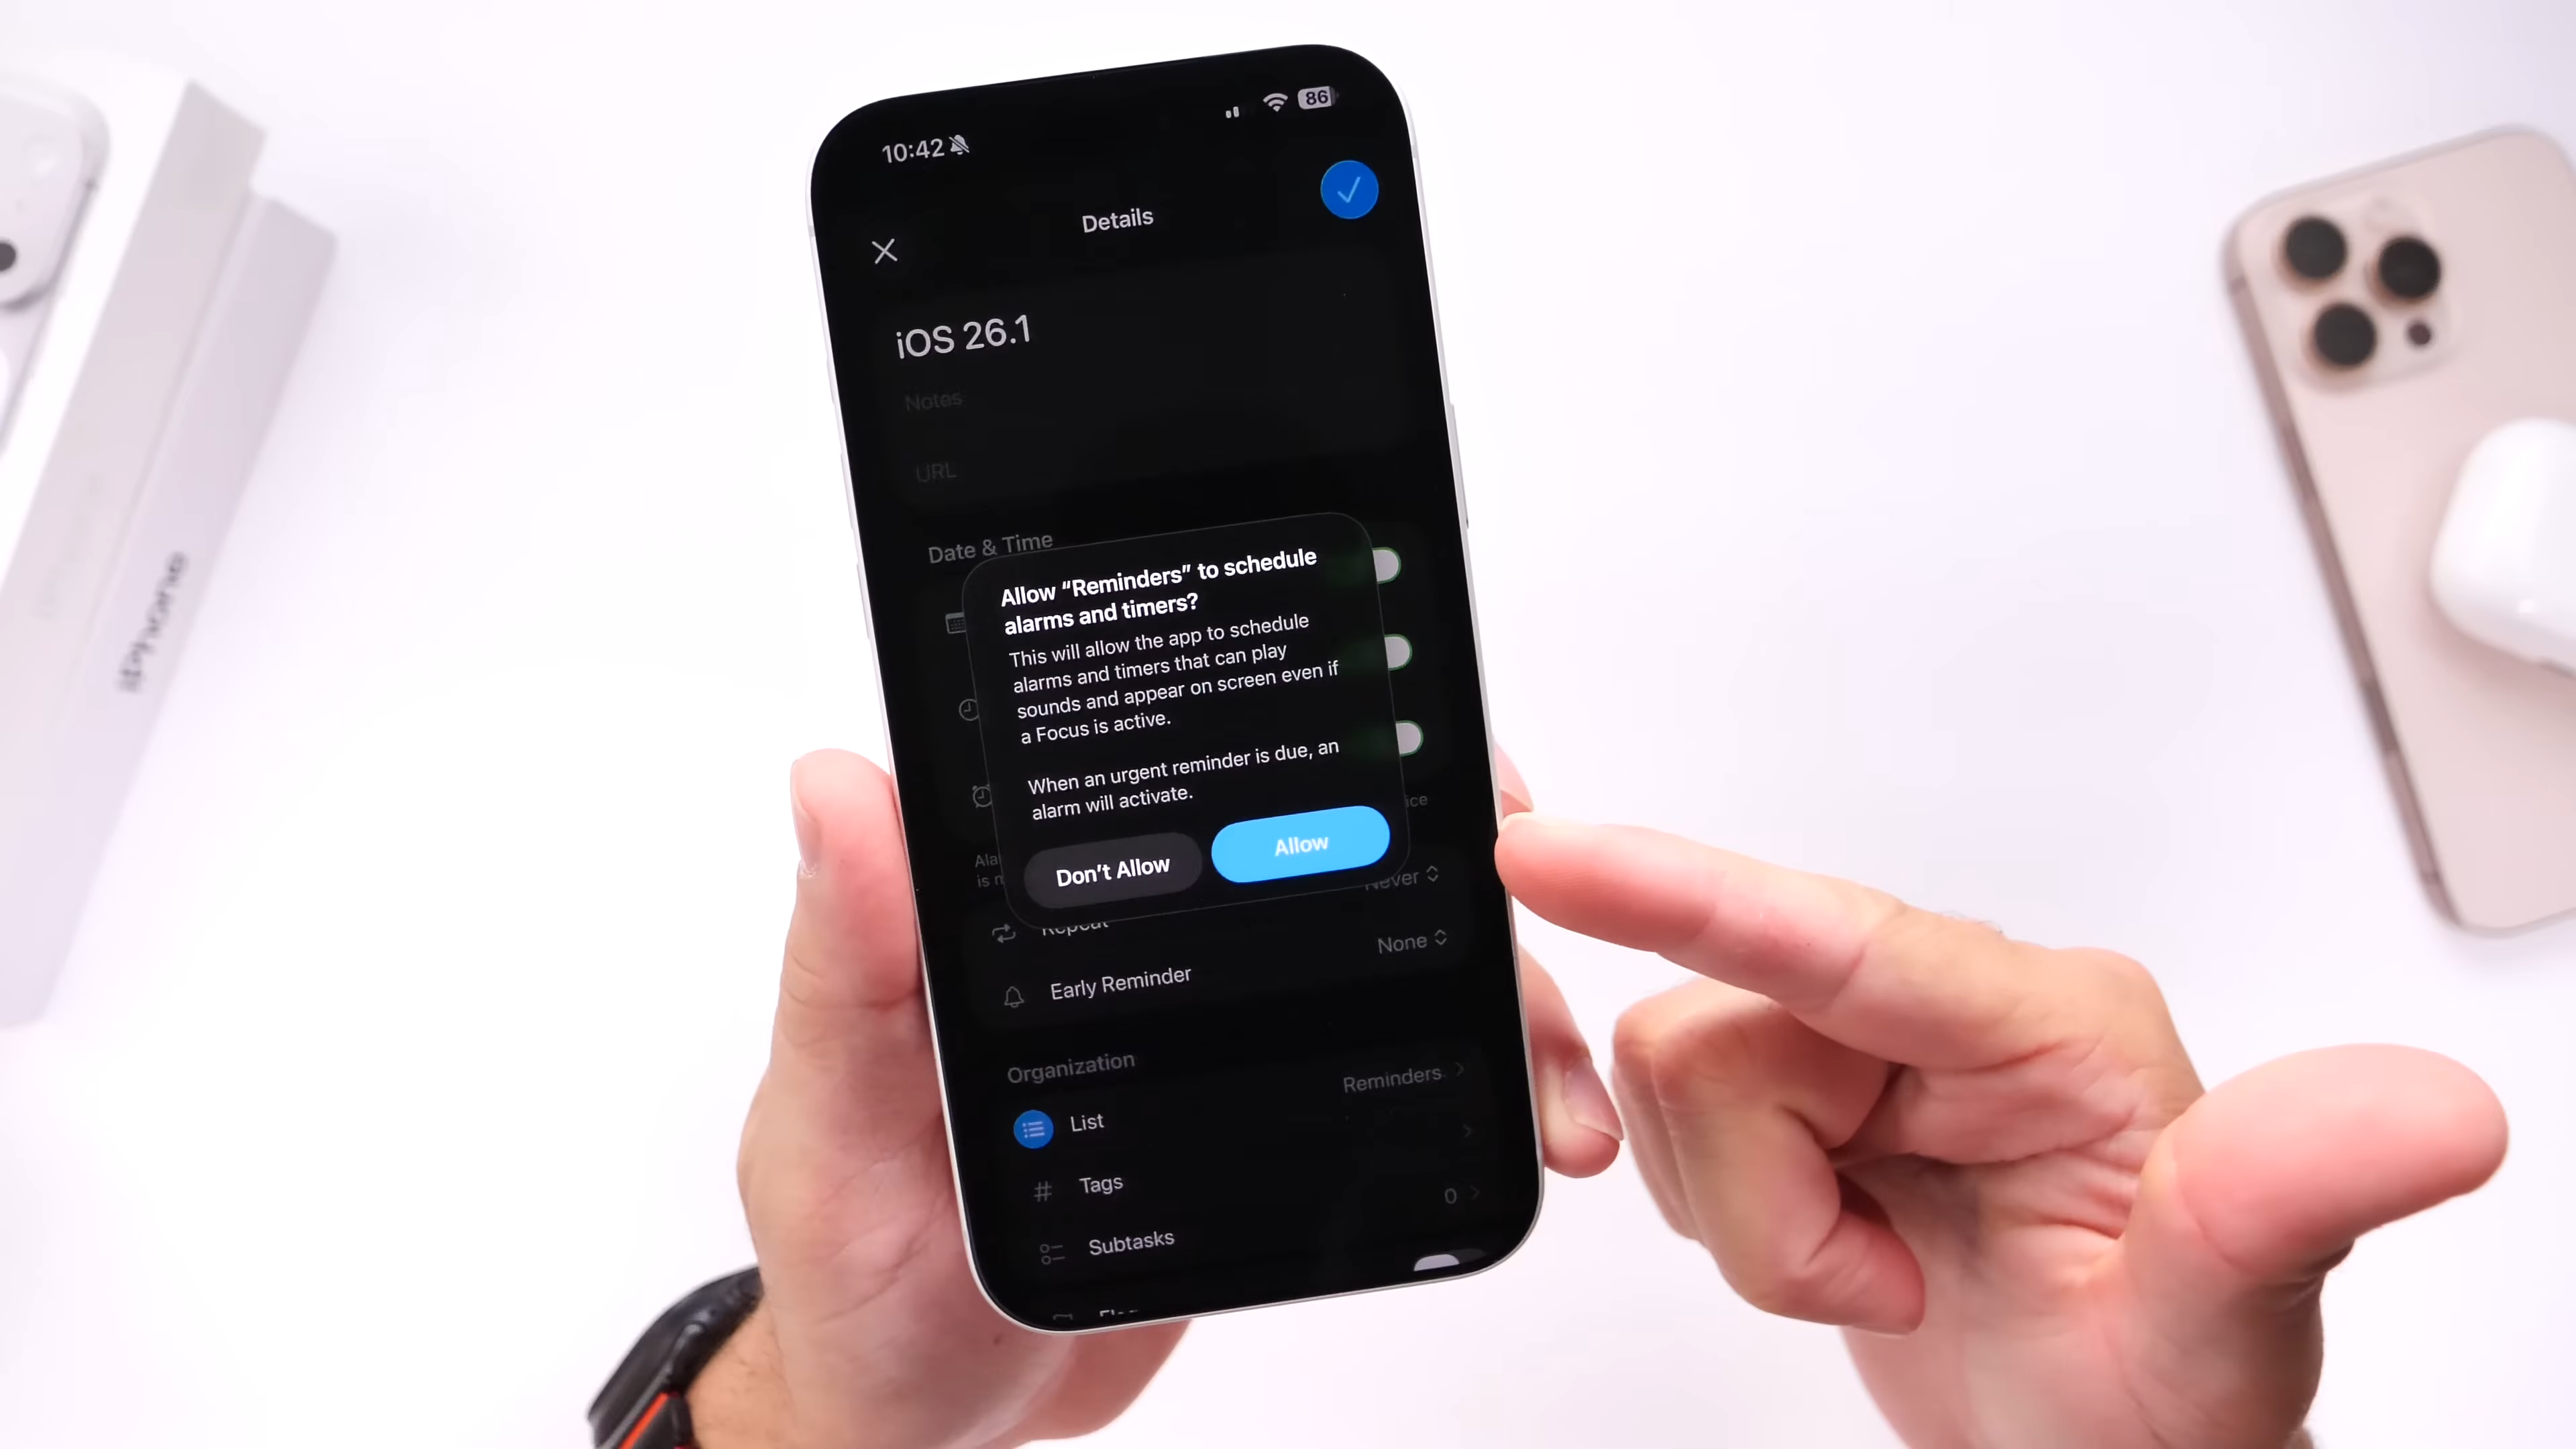 10:42
86
Details
iOS 26.1
Notes
URL
Date & Time
Allow “Reminders” to schedule
alarms and timers?
This will allow the app to schedule
alarms and timers that can play
sounds and appear on screen even if
a Focus is active.
When an urgent reminder is due, an
alarm will activate.
Don’t Allow
Allow
Repeat
Never
Early Reminder
None
Organization
List
Reminders
Tags
Subtasks
0
iPhone